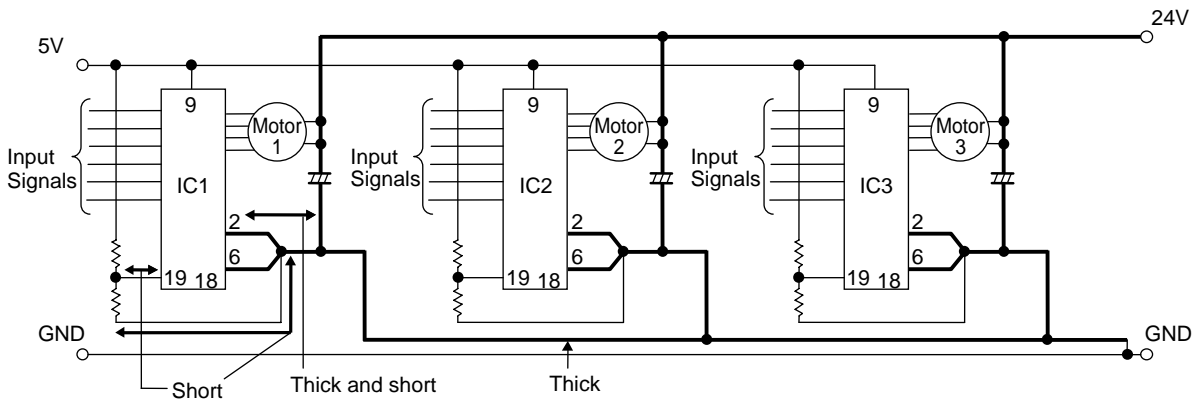 24V
5V
9
9
9
Motor
1
Motor
2
Motor
3
Input
Signals
IC1
Input
Signals
IC2
Input
Signals
IC3
2
6
19 18
2
6
19 18
2
6
19 18
GND
GND
Short
Thick and short
Thick